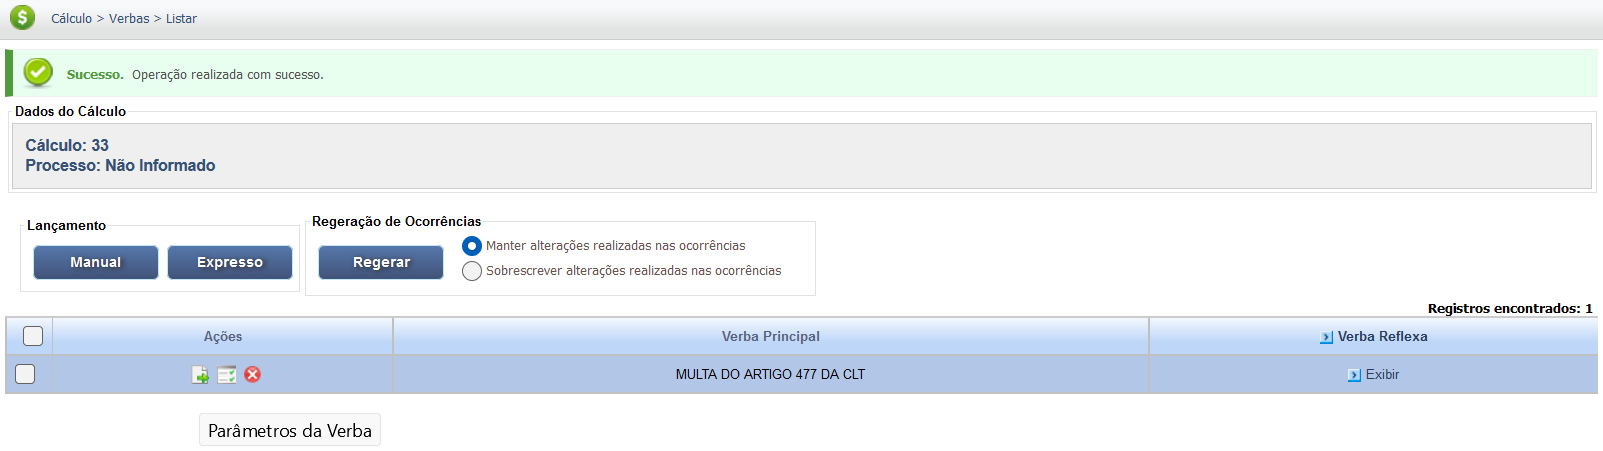 Cálculo > Verbas > Listar
Sucesso. Operação realizada com sucesso.
Dados do Cálculo
Cálculo: 33
Processo: Não Informado
Lançamento
Manual Expresso
Regeração de Ocorrências
Regerar
Manter alterações realizadas nas ocorrências
Sobrescrever alterações realizadas nas ocorrências
Registros encontrados: 1
Ações Verba Principal Verba Reflexa
MULTA DO ARTIGO 477 DA CLT Exibir
Parâmetros da Verba